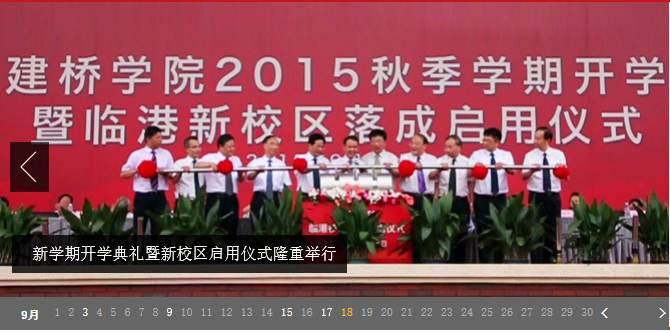 建桥学院2015秋季学期开学
暨临港新校区落成启用仪式
新学期开学典礼暨新校区启用仪式隆重举行
9月 1 2 3 4 5 6 7 8 9 10 11 12 13 14 15 16 17 18 19 20 21 22 23 24 25 26 27 28 29 30